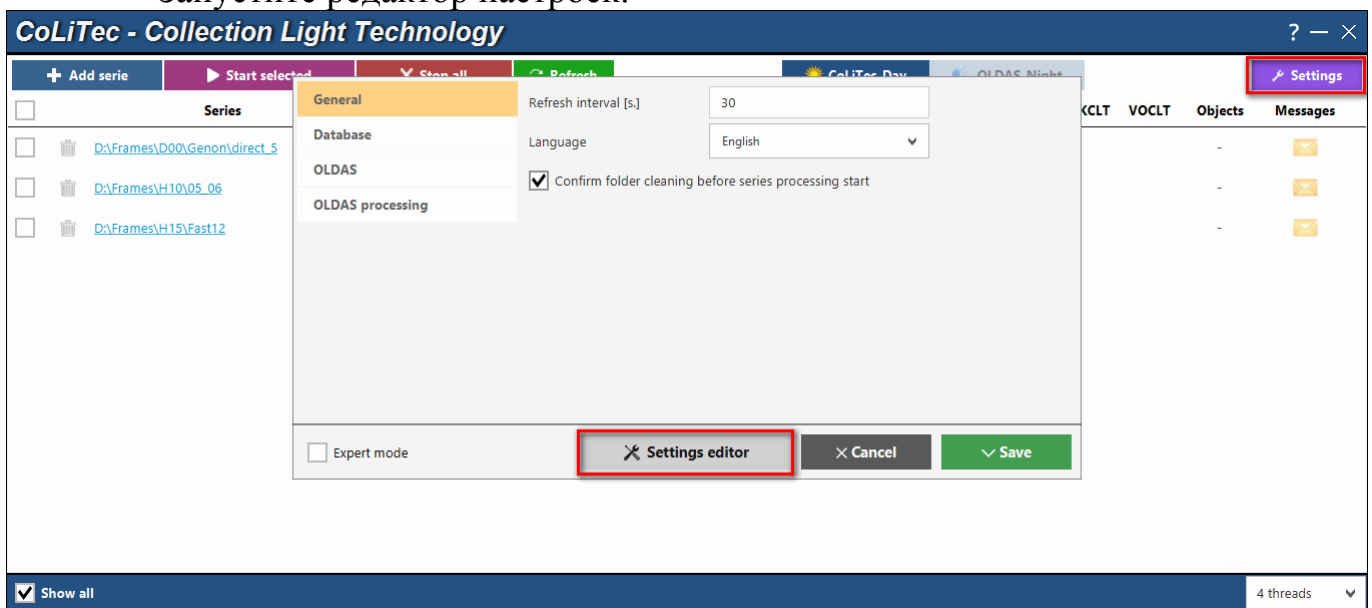 Запустите редактор настроек:
CoLiTec - Collection Light Technology
Add serie Start selected Stop all Refresh CoLiTec Day OLDAS Night Settings
Series VOCLT Objects Messages
D:\Frames\D00\Genon\direct_5 -
D:\Frames\H10\05_06 -
D:\Frames\H15\Fast12 -
General
Database
OLDAS
OLDAS processing
Refresh interval [s.] 30
Language English
Confirm folder cleaning before series processing start
Expert mode Settings editor Cancel Save
Show all 4 threads